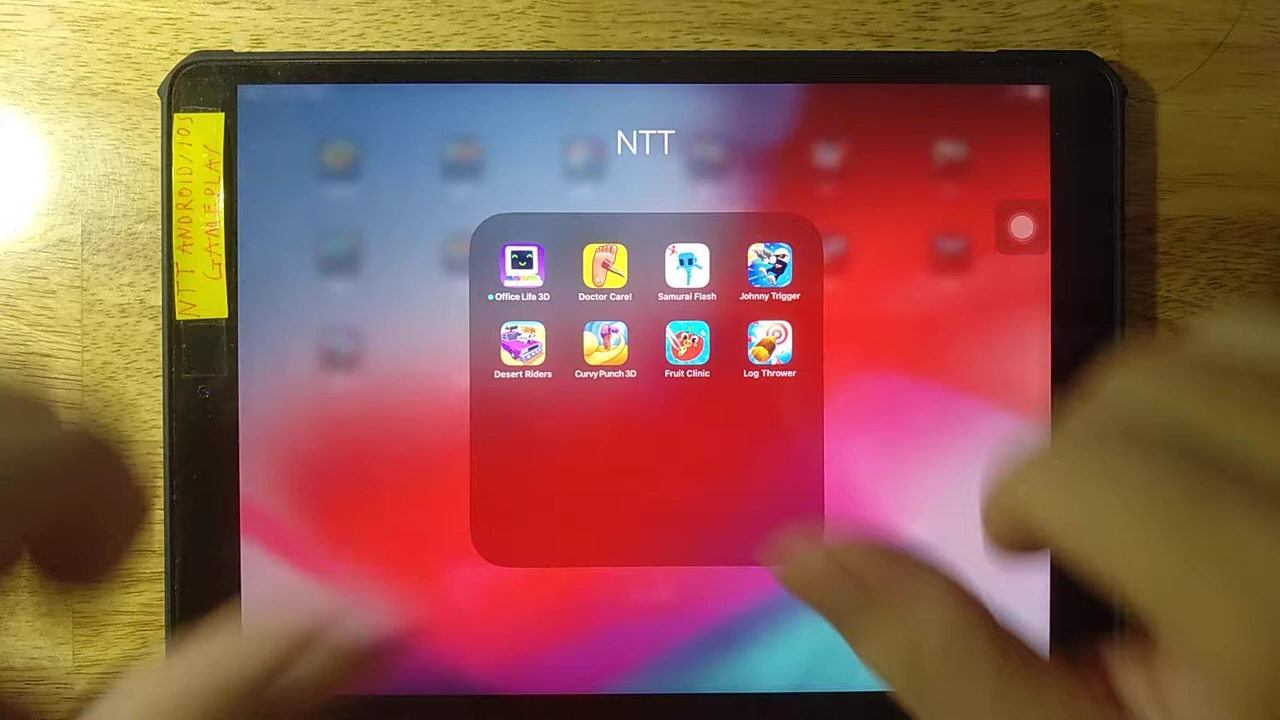 NTT ANDROID/IOS
GAMEPLAY
NTT
Office Life 3D
Doctor Care!
Samurai Flash
Johnny Trigger
Desert Riders
Curvy Punch 3D
Fruit Clinic
Log Thrower